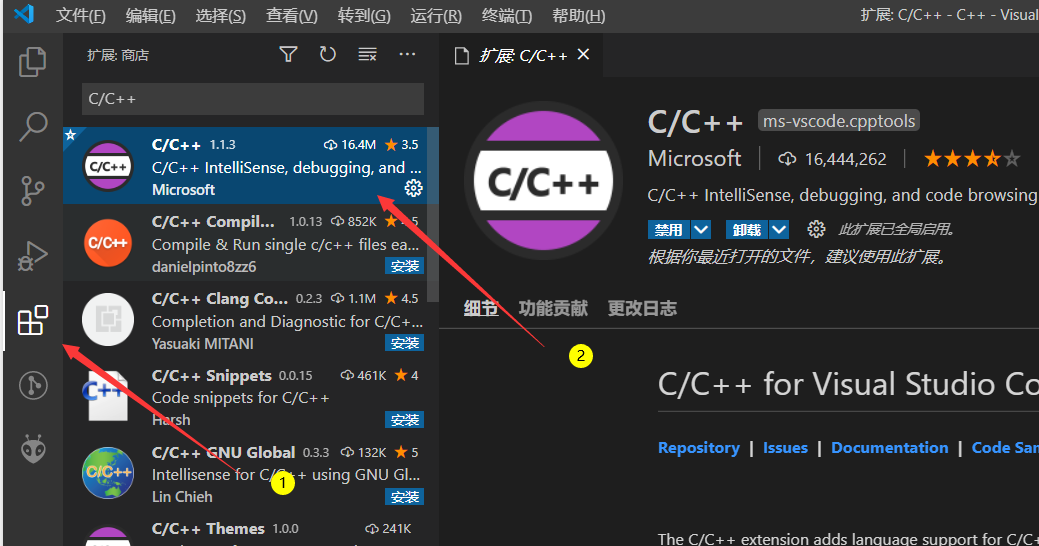 文件(F) 编辑(E) 选择(S) 查看(V) 转到(G) 运行(R) 终端(T) 帮助(H) 扩展: C/C++ - C++ - Visual
扩展: 商店
C/C++
C/C++ 1.1.3 16.4M 3.5
C/C++ IntelliSense, debugging, and ...
Microsoft
C/C++
C/C++ Compil... 1.0.13 852K
Compile & Run single c/c++ files ea...
danielpinto8zz6 安装
C/C++
C/C++ Clang Co... 0.2.3 1.1M 4.5
Completion and Diagnostic for C/C+...
Yasuaki MITANI 安装
C/C++ Snippets 0.0.15 461K 4
Code snippets for C/C++
Harsh 安装
C++
C/C++ GNU Global 0.3.3 132K 5
Intellisense for C/C++ using GNU Gl...
Lin Chieh 安装
C/C++
C/C++ Themes 1.0.0 241K
1
扩展: C/C++
C/C++
C/C++ ms-vscode.cpptools
Microsoft 16,444,262
C/C++ IntelliSense, debugging, and code browsing
禁用 卸载 此扩展已全局启用。
根据你最近打开的文件，建议使用此扩展。
细节 功能贡献 更改日志
2
C/C++ for Visual Studio Co
Repository | Issues | Documentation | Code Sam
The C/C++ extension adds language support for C/C+